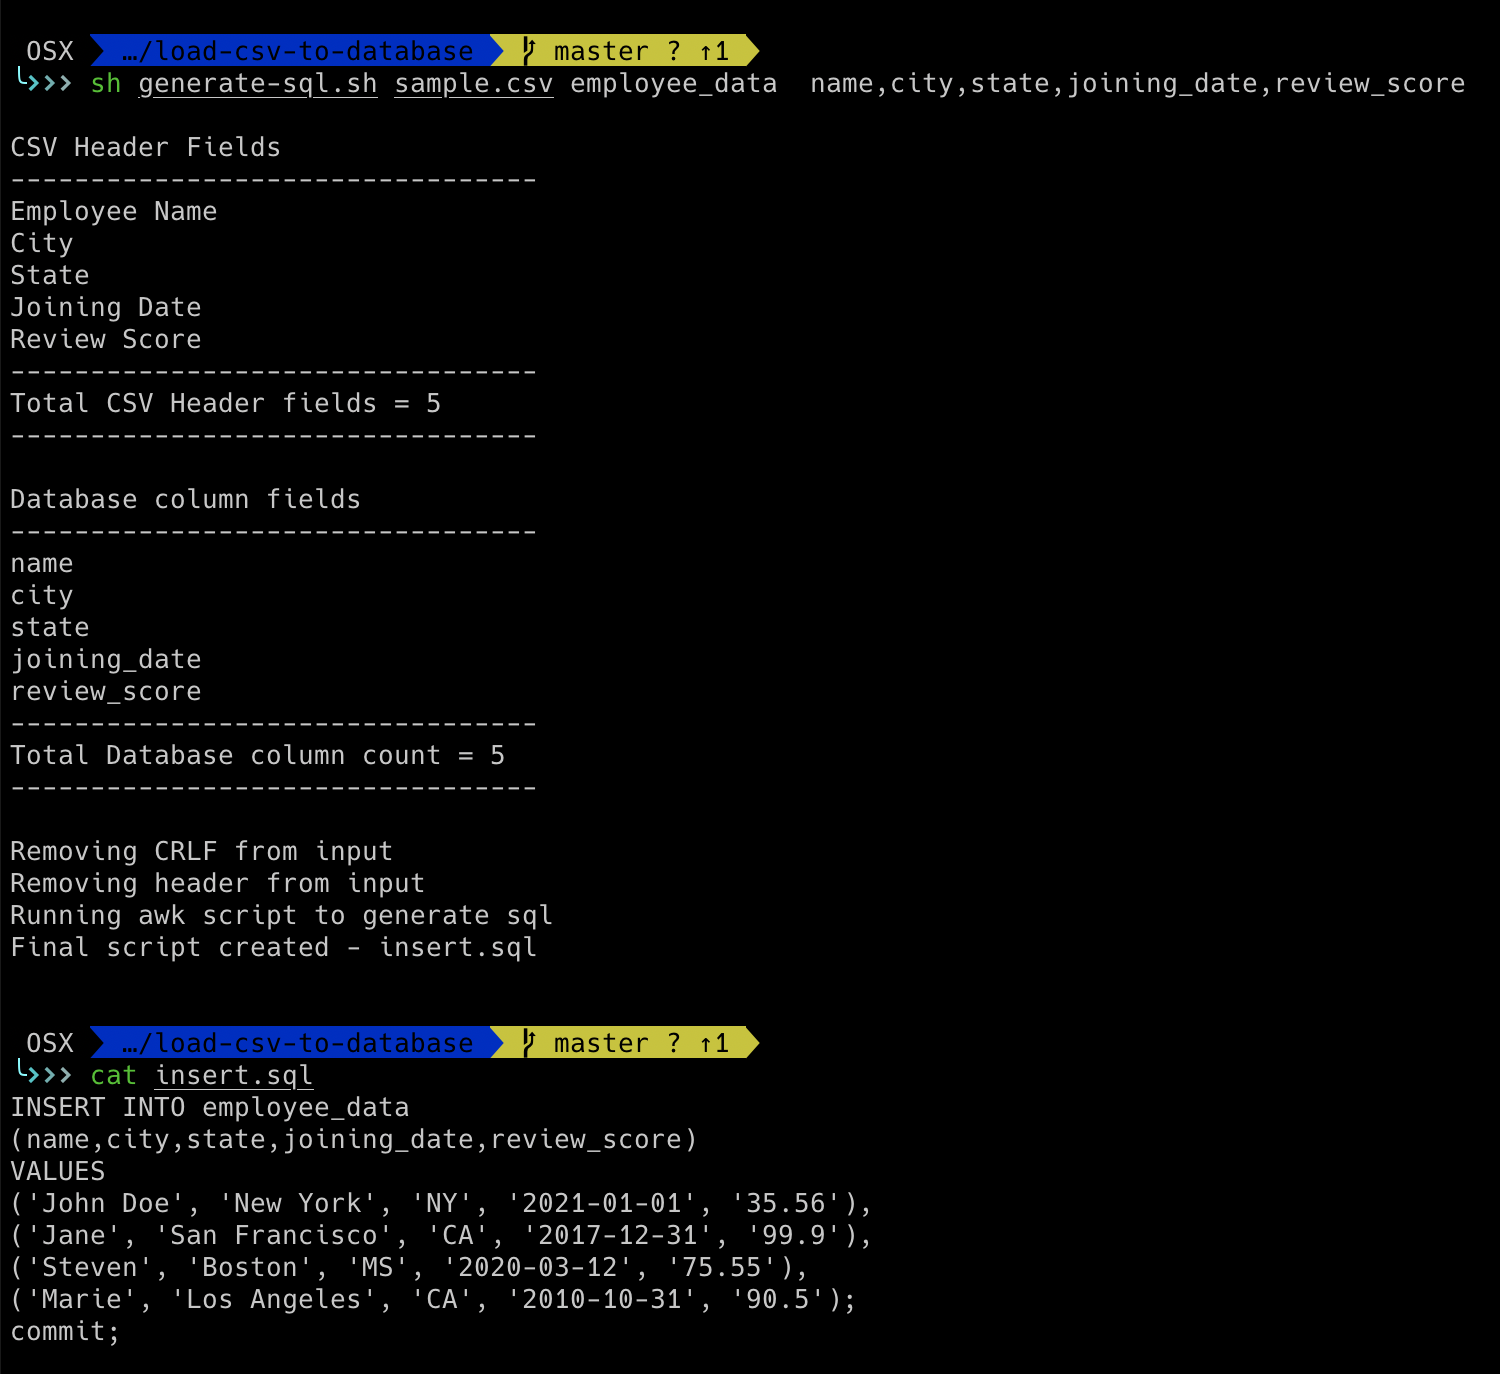 OSX …/load-csv-to-database master ? ↑1
>>> sh generate-sql.sh sample.csv employee_data  name,city,state,joining_date,review_score
CSV Header Fields
---------------------------------
Employee Name
City
State
Joining Date
Review Score
---------------------------------
Total CSV Header fields = 5
---------------------------------
Database column fields
---------------------------------
name
city
state
joining_date
review_score
---------------------------------
Total Database column count = 5
---------------------------------
Removing CRLF from input
Removing header from input
Running awk script to generate sql
Final script created - insert.sql
OSX …/load-csv-to-database master ? ↑1
>>> cat insert.sql
INSERT INTO employee_data
(name,city,state,joining_date,review_score)
VALUES
('John Doe', 'New York', 'NY', '2021-01-01', '35.56'),
('Jane', 'San Francisco', 'CA', '2017-12-31', '99.9'),
('Steven', 'Boston', 'MS', '2020-03-12', '75.55'),
('Marie', 'Los Angeles', 'CA', '2010-10-31', '90.5');
commit;